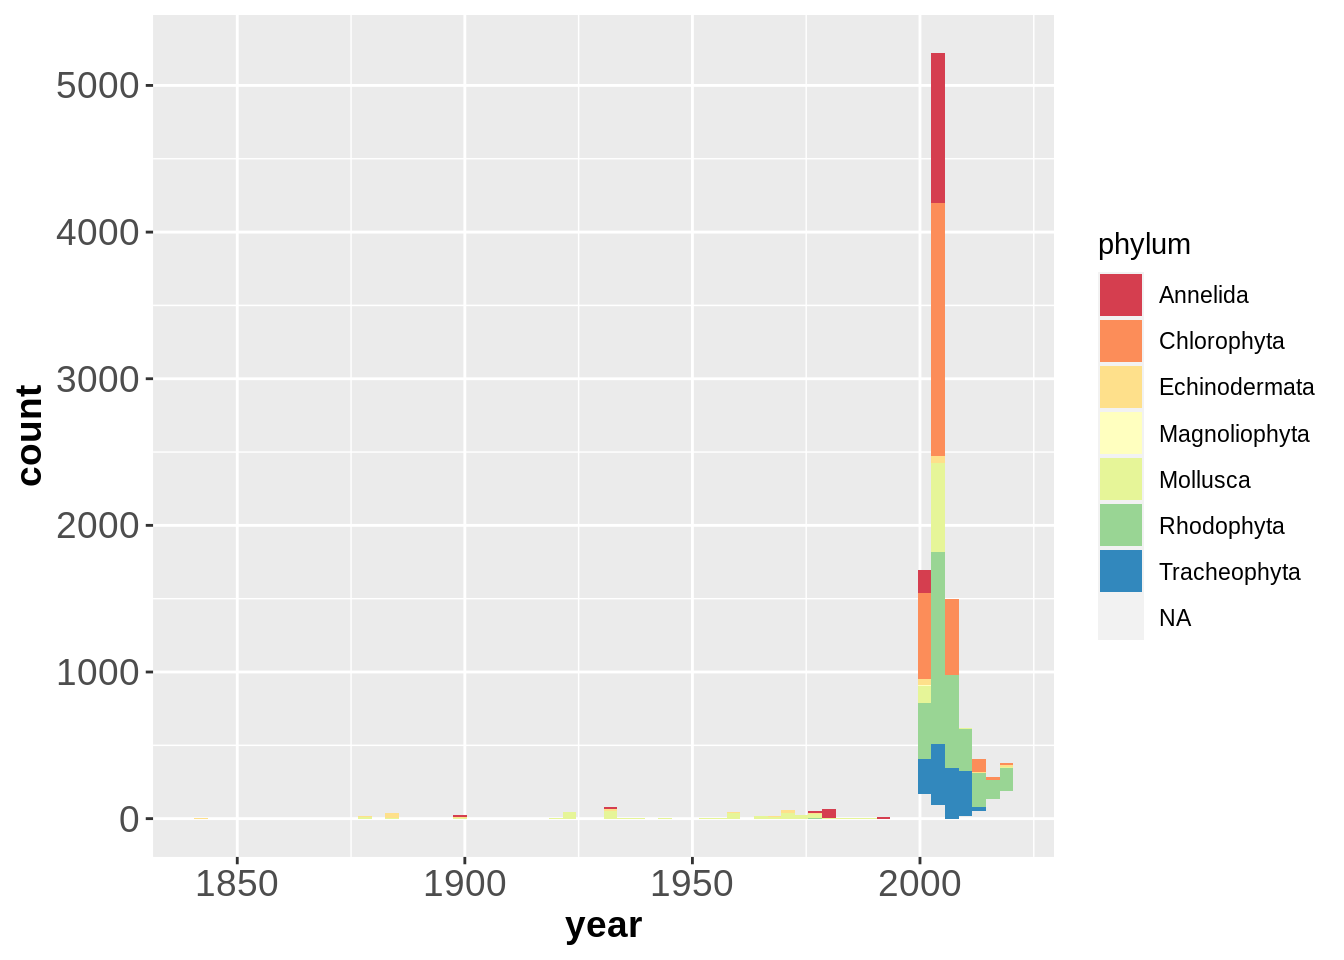 5000
4000
3000
2000
1000
0
count
1850 1900 1950 2000
year
phylum
Annelida
Chlorophyta
Echinodermata
Magnoliophyta
Mollusca
Rhodophyta
Tracheophyta
NA